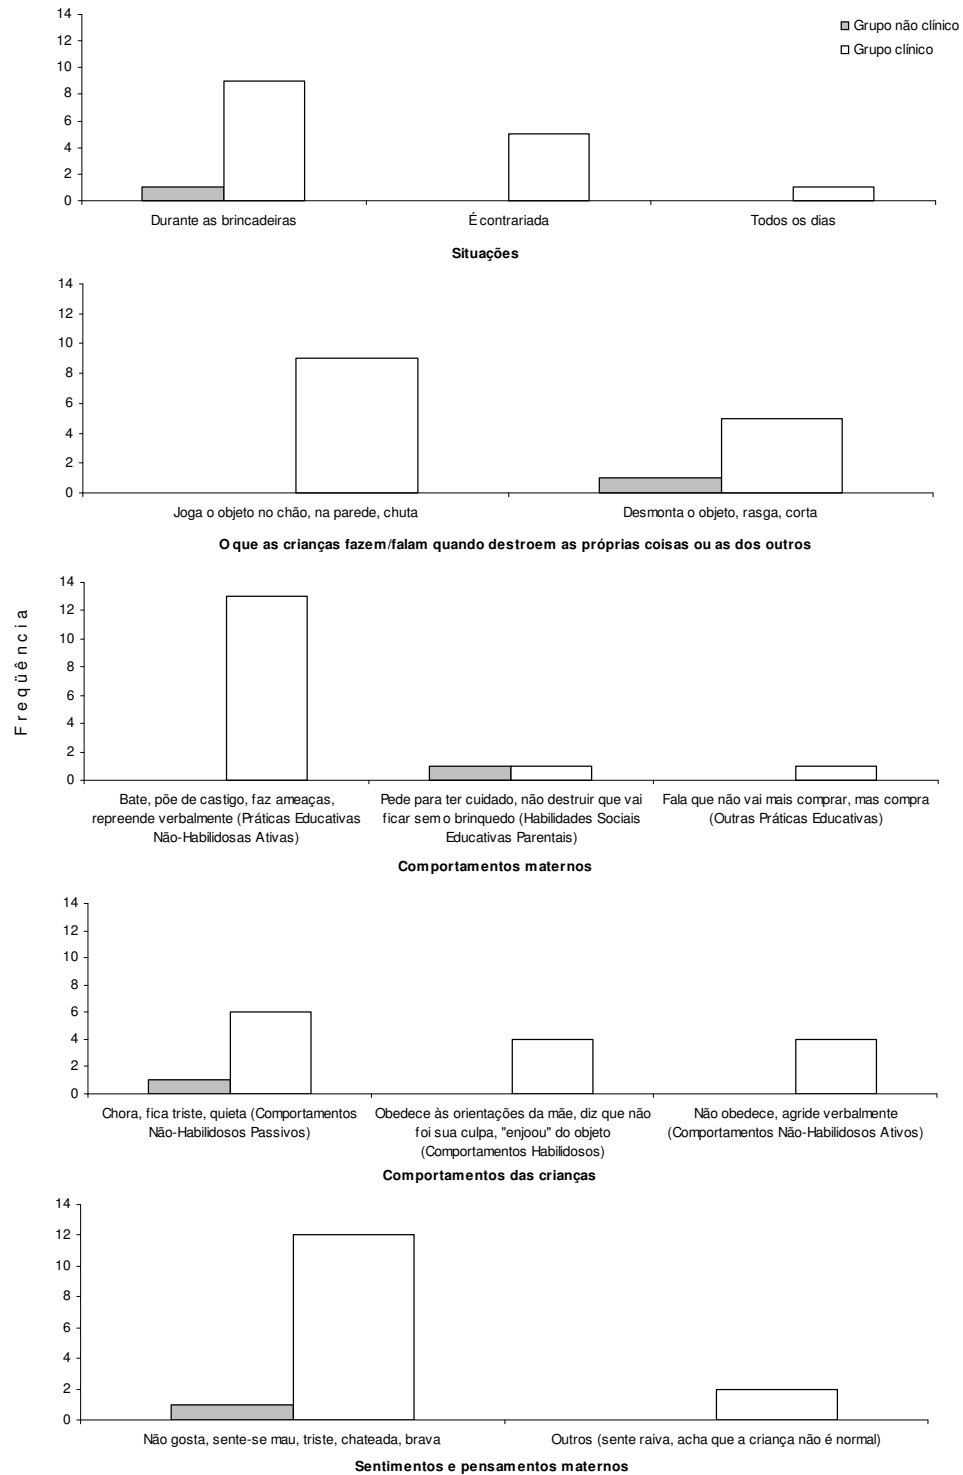 14
12
10
8
6
4
2
0
Grupo não clínico
Grupo clínico
Durante as brincadeiras
É contrariada
Todos os dias
Situações
14
12
10
8
6
4
2
0
Joga o objeto no chão, na parede, chuta
Desmonta o objeto, rasga, corta
O que as crianças fazem/falam quando destroem as próprias coisas ou as dos outros
Freqüência
14
12
10
8
6
4
2
0
Bate, põe de castigo, faz ameaças,
repreende verbalmente (Práticas Educativas
Não-Habilidosas Ativas)
Pede para ter cuidado, não destruir que vai
ficar sem o brinquedo (Habilidades Sociais
Educativas Parentais)
Fala que não vai mais comprar, mas compra
(Outras Práticas Educativas)
Comportamentos maternos
14
12
10
8
6
4
2
0
Chora, fica triste, quieta (Comportamentos
Não-Habilidosos Passivos)
Obedece às orientações da mãe, diz que não
foi sua culpa, "enjoou" do objeto
(Comportamentos Habilidosos)
Não obedece, agride verbalmente
(Comportamentos Não-Habilidosos Ativos)
Comportamentos das crianças
14
12
10
8
6
4
2
0
Não gosta, sente-se mau, triste, chateada, brava
Outros (sente raiva, acha que a criança não é normal)
Sentimentos e pensamentos maternos